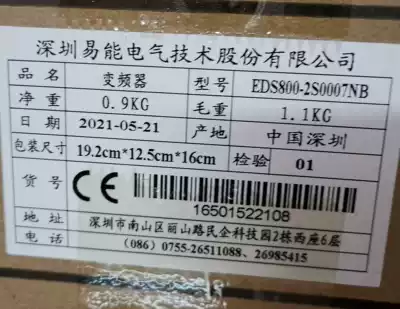 深圳易能电气技术股份有限公司
品名 变频器 型号 EDS800-2S0007NB
净重 0.9KG 毛重 1.1KG
日期 2021-05-21 产地 中国深圳
包装尺寸 19.2cm*12.5cm*16cm 检验 01
货号 CE
16501522108
地址 深圳市南山区丽山路民企科技园2栋西座6层
电话 (086) 0755-26511088、26985415